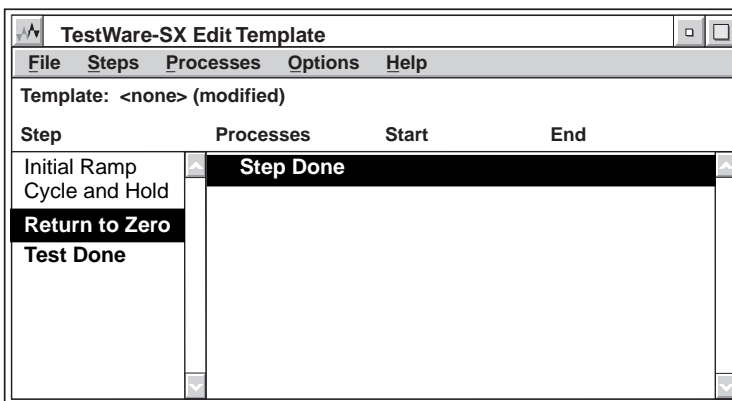 TestWare-SX Edit Template
File Steps Processes Options Help
Template: <none> (modified)
Step Processes Start End
Initial Ramp
Step Done
Cycle and Hold
Return to Zero
Test Done